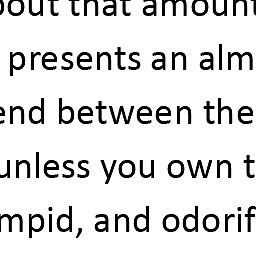 bout that amount
presents an alm
end between the
unless you own t
mpid, and odorif